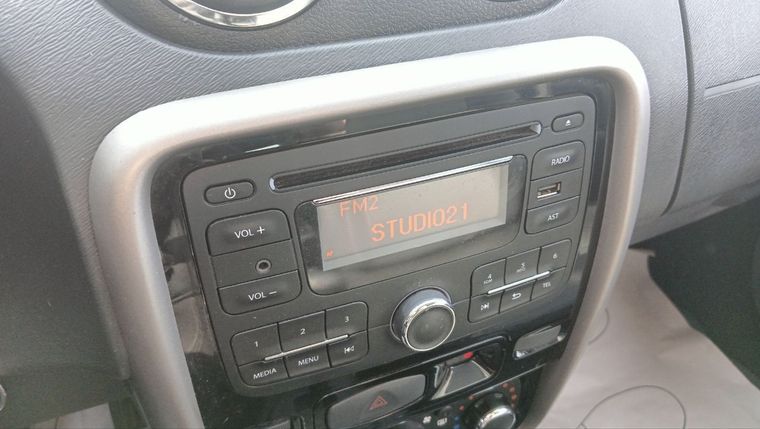 FM2
STUDIO21
RADIO
AST
VOL +
VOL –
1 2 3
MEDIA MENU
4 5 6
TEL